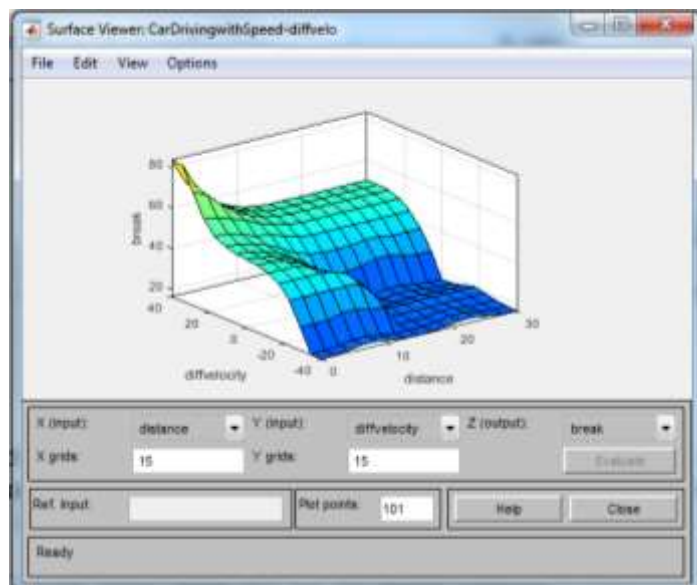 Surface Viewer: CarDrivingwithSpeed-diffvelo
File Edit View Options
80
60
40
20
break
40
20
0
-20
-40
diffvelocity
0
10
20
30
distance
X (input): distance Y (input): diffvelocity Z (output): break
X grids: 15 Y grids: 15 Evaluate
Ref. Input: Plot points: 101 Help Close
Ready